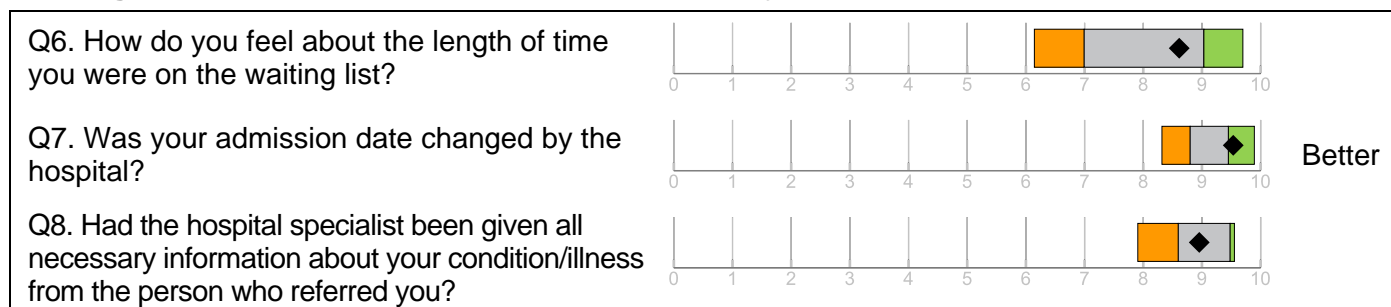 Q6. How do you feel about the length of time
you were on the waiting list?
0 1 2 3 4 5 6 7 8 9 10
Q7. Was your admission date changed by the
hospital?
0 1 2 3 4 5 6 7 8 9 10
Better
Q8. Had the hospital specialist been given all
necessary information about your condition/illness
from the person who referred you?
0 1 2 3 4 5 6 7 8 9 10